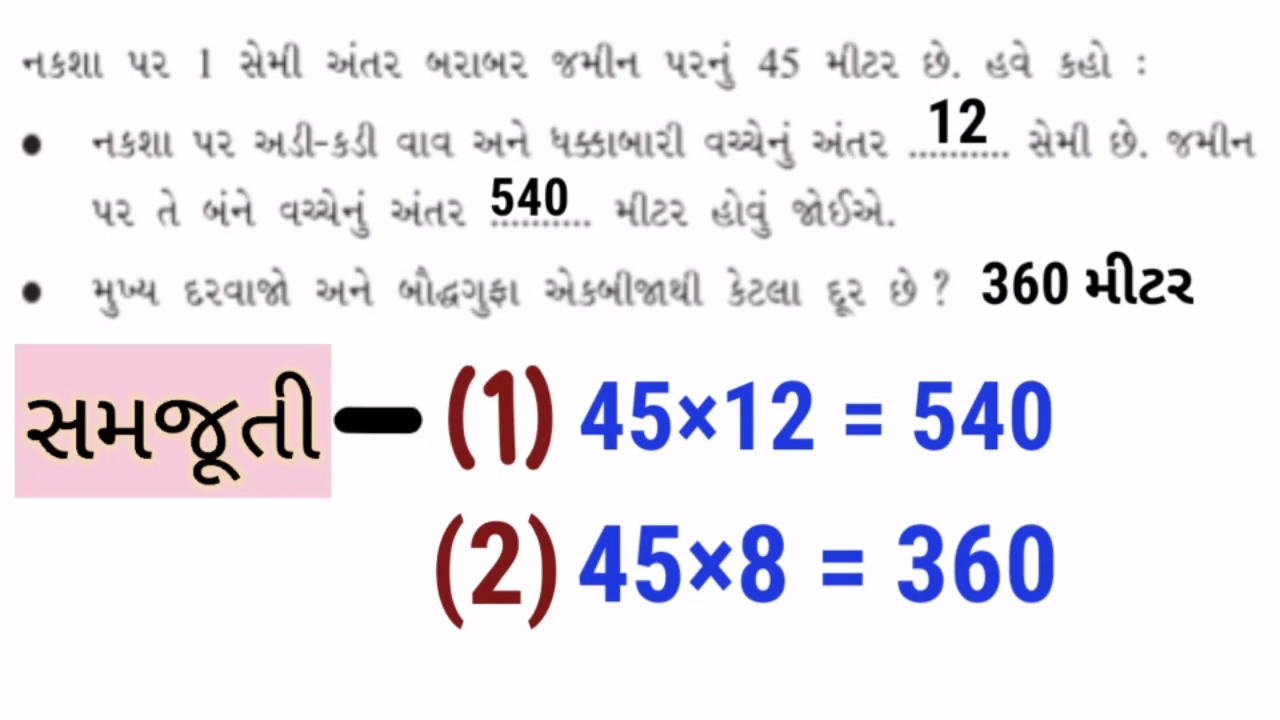 નકશા પર 1 સેમી અંતર બરાબર જમીન પરનું 45 મીટર છે. હવે કહો :
● નકશા પર અડી-કડી વાવ અને ધક્કાબારી વચ્ચેનું અંતર ....12.... સેમી છે. જમીન
પર તે બંને વચ્ચેનું અંતર ....540.... મીટર હોવું જોઈએ.
● મુખ્ય દરવાજો અને બૌદ્ધગુફા એકબીજાથી કેટલા દૂર છે ? 360 મીટર
સમજૂતી – (1) 45×12 = 540
(2) 45×8 = 360